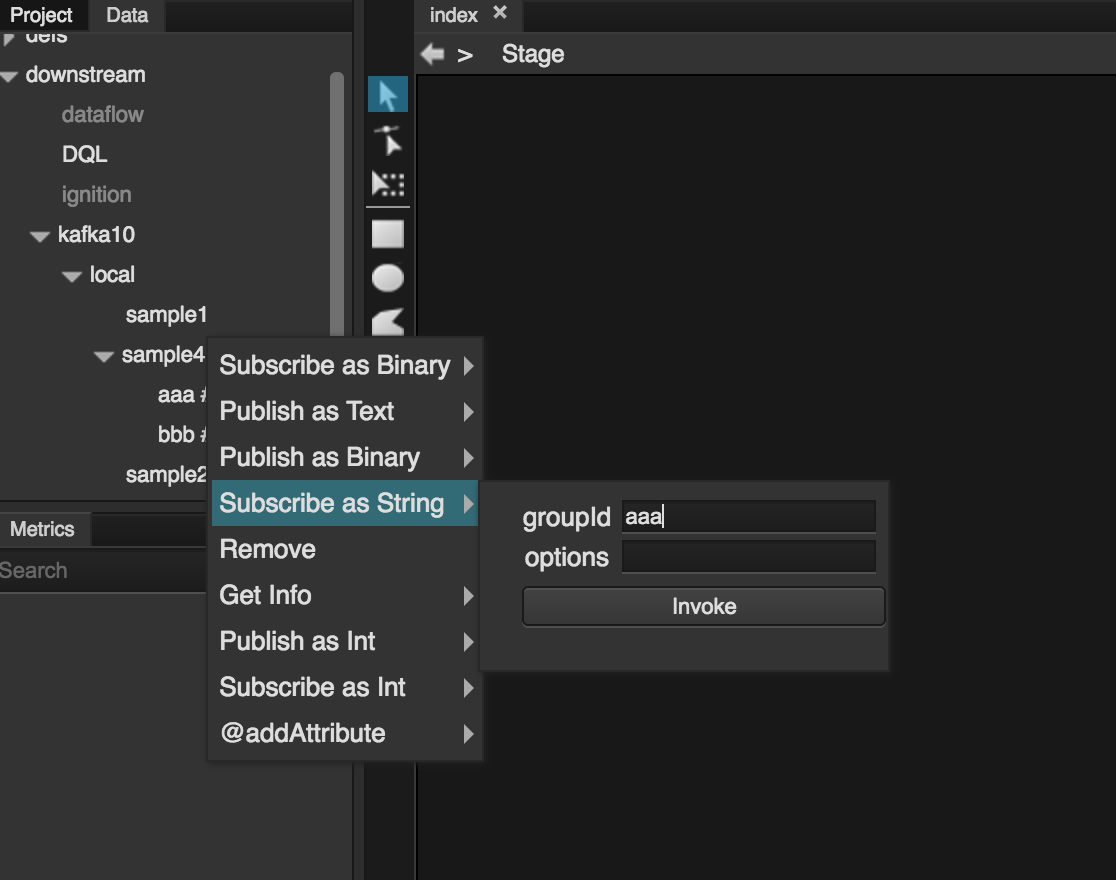 Project Data
index ×
defs
> Stage
downstream
dataflow
DQL
ignition
kafka10
local
sample1
sample4
aaa #
bbb #
sample2
Subscribe as Binary
Publish as Text
Publish as Binary
Subscribe as String
Remove
Get Info
Publish as Int
Subscribe as Int
@addAttribute
groupId aaa
options
Invoke
Metrics
Search